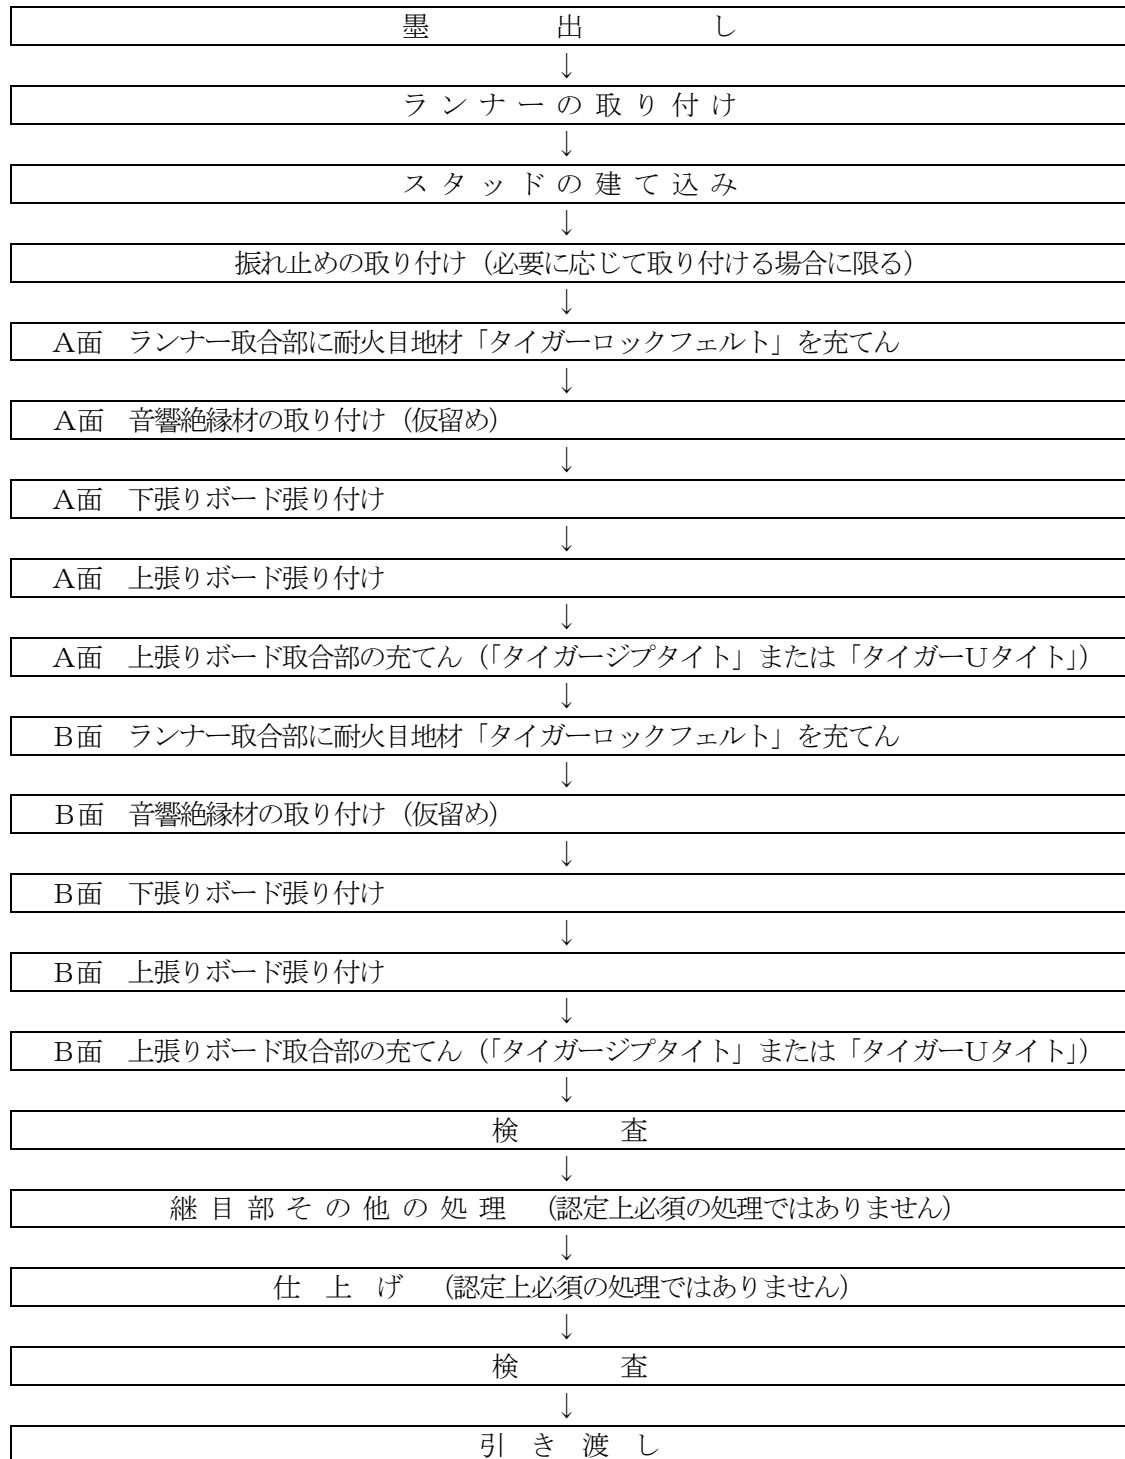 墨出し
↓
ランナーの取り付け
↓
スタッドの建て込み
↓
振れ止めの取り付け（必要に応じて取り付ける場合に限る）
↓
Ａ面　ランナー取合部に耐火目地材「タイガーロックフェルト」を充てん
↓
Ａ面　音響絶縁材の取り付け（仮留め）
↓
Ａ面　下張りボード張り付け
↓
Ａ面　上張りボード張り付け
↓
Ａ面　上張りボード取合部の充てん（「タイガージプタイト」または「タイガーＵタイト」）
↓
Ｂ面　ランナー取合部に耐火目地材「タイガーロックフェルト」を充てん
↓
Ｂ面　音響絶縁材の取り付け（仮留め）
↓
Ｂ面　下張りボード張り付け
↓
Ｂ面　上張りボード張り付け
↓
Ｂ面　上張りボード取合部の充てん（「タイガージプタイト」または「タイガーＵタイト」）
↓
検査
↓
継目部その他の処理　（認定上必須の処理ではありません）
↓
仕上げ　（認定上必須の処理ではありません）
↓
検査
↓
引き渡し